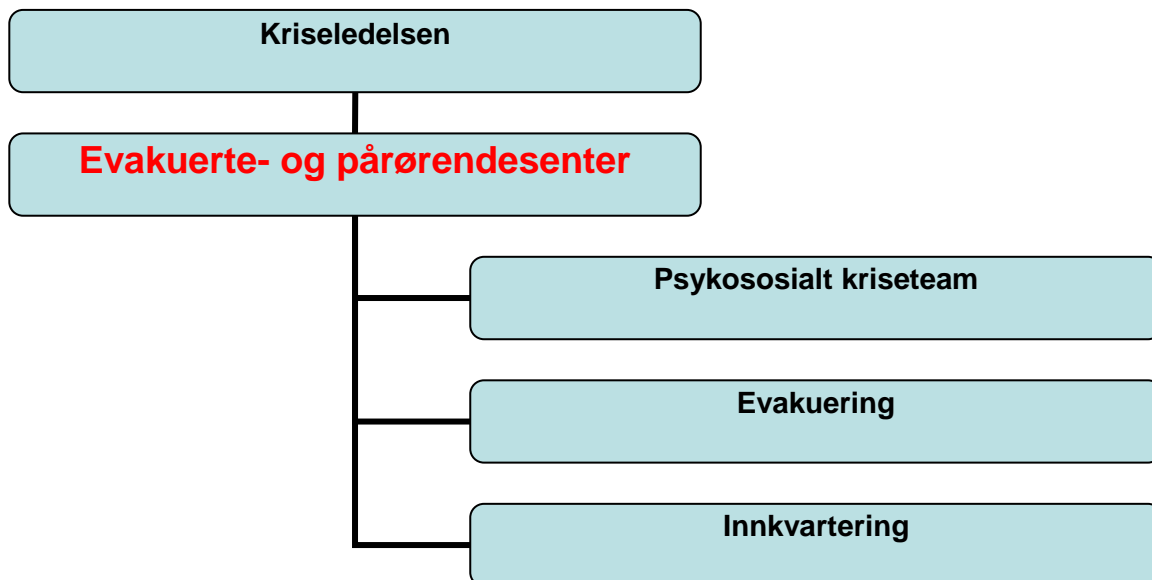 Kriseledelsen
Evakuerte- og pårørendesenter
Psykososialt kriseteam
Evakuering
Innkvartering